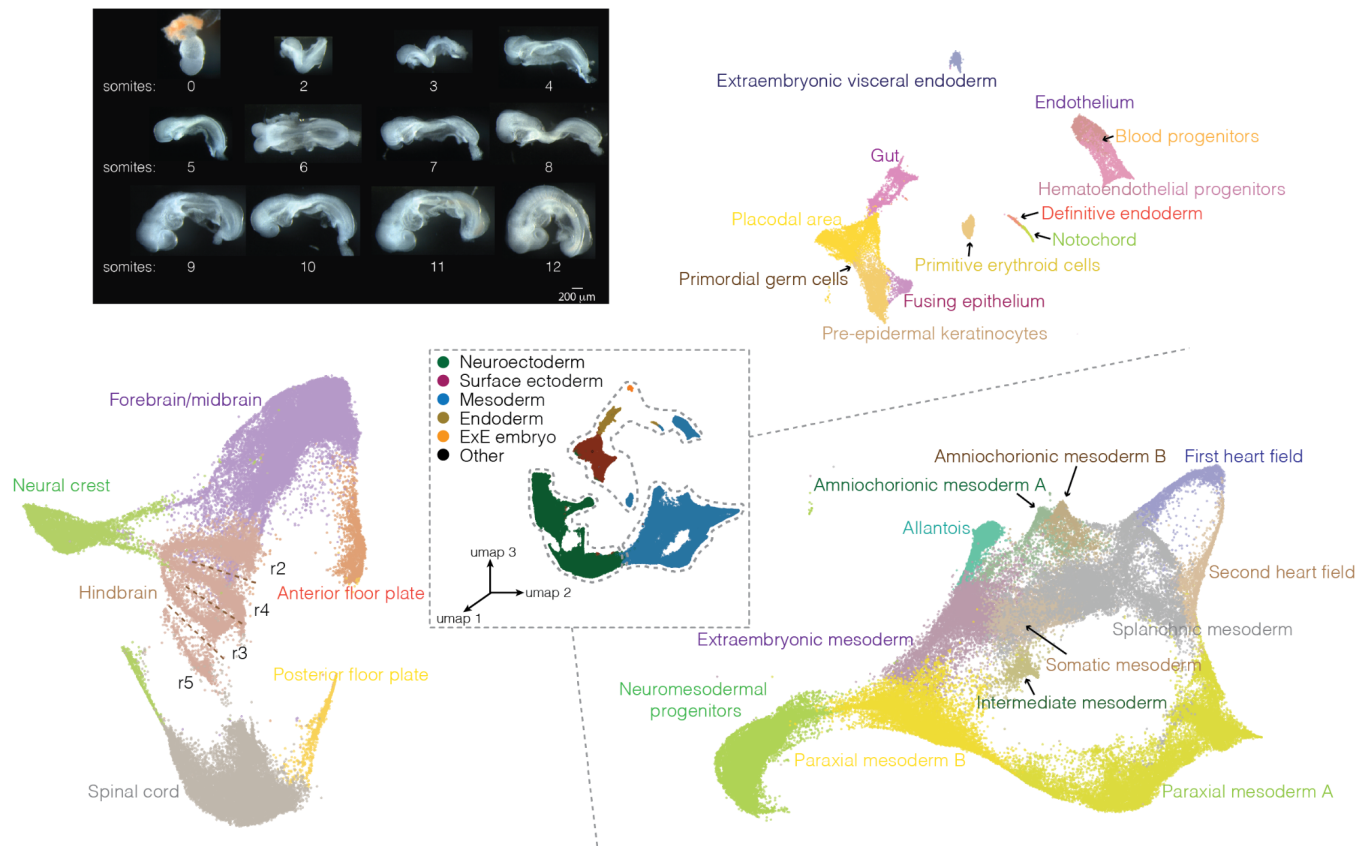 somites: 0 2 3 4
somites: 5 6 7 8
somites: 9 10 11 12
200 μm
Extraembryonic visceral endoderm
Endothelium
Blood progenitors
Gut
Hematoendothelial progenitors
Placodal area
Definitive endoderm
Notochord
Primitive erythroid cells
Primordial germ cells
Fusing epithelium
Pre-epidermal keratinocytes
Neuroectoderm
Surface ectoderm
Mesoderm
Endoderm
ExE embryo
Other
umap 3
umap 2
umap 1
Forebrain/midbrain
Neural crest
r2
Hindbrain
Anterior floor plate
r4
r3
r5
Posterior floor plate
Spinal cord
Amniochorionic mesoderm B
First heart field
Amniochorionic mesoderm A
Allantois
Second heart field
Extraembryonic mesoderm
Splanchnic mesoderm
Somatic mesoderm
Neuromesodermal
progenitors
Intermediate mesoderm
Paraxial mesoderm B
Paraxial mesoderm A